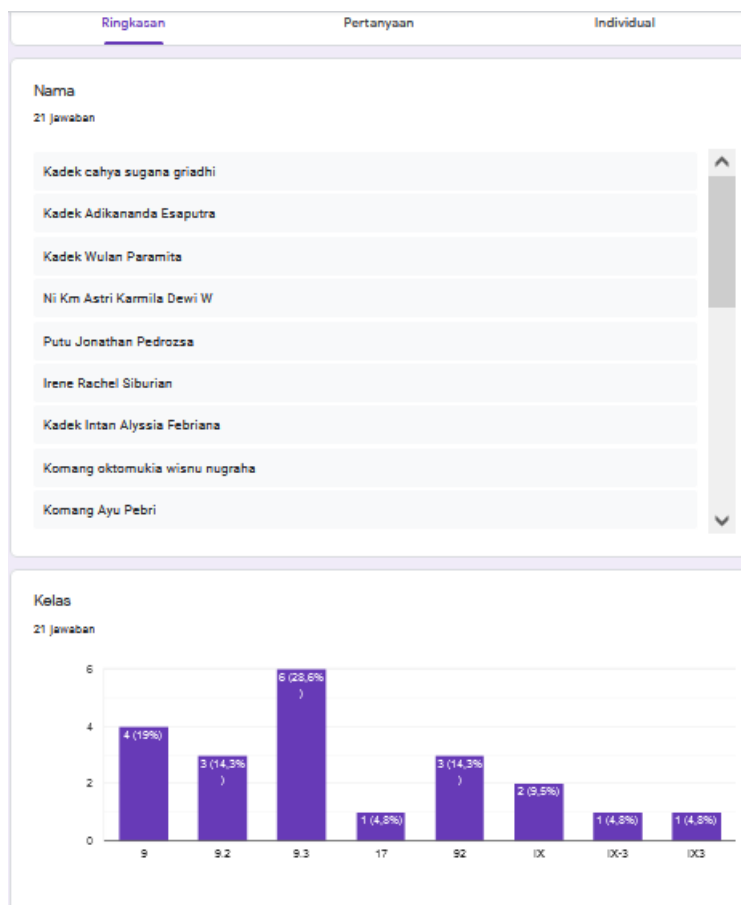 Ringkasan Pertanyaan Individual
Nama
21 jawaban
Kadek cahya sugana griadhi
Kadek Adikananda Esaputra
Kadek Wulan Paramita
Ni Km Astri Karmila Dewi W
Putu Jonathan Pedrozsa
Irene Rachel Siburian
Kadek Intan Alyssia Febriana
Komang oktomukia wisnu nugraha
Komang Ayu Pebri
Kelas
21 jawaban
6
4
2
0
4 (19%)
3 (14,3%
)
6 (28,6%
)
1 (4,8%)
3 (14,3%
)
2 (9,5%)
1 (4,8%)
1 (4,8%)
9 9.2 9.3 17 92 IX IX-3 IX3